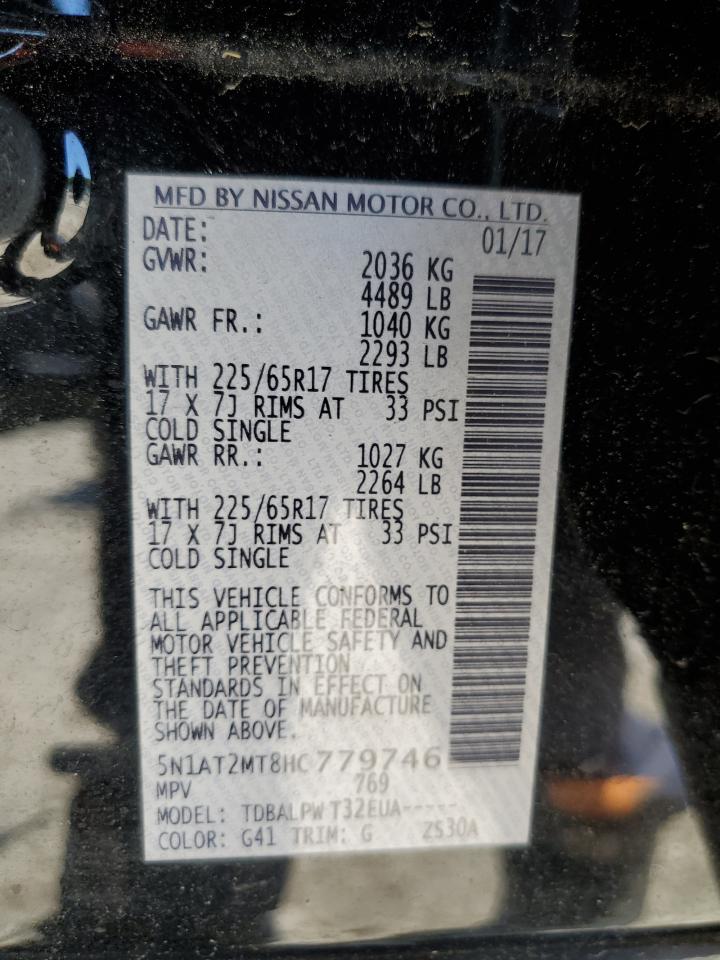 MFD BY NISSAN MOTOR CO., LTD.
DATE: 01/17
GVWR: 2036 KG
4489 LB
GAWR FR.: 1040 KG
2293 LB
WITH 225/65R17 TIRES
17 X 7J RIMS AT 33 PSI
COLD SINGLE
GAWR RR.: 1027 KG
2264 LB
WITH 225/65R17 TIRES
17 X 7J RIMS AT 33 PSI
COLD SINGLE
THIS VEHICLE CONFORMS TO
ALL APPLICABLE FEDERAL
MOTOR VEHICLE SAFETY AND
THEFT PREVENTION
STANDARDS IN EFFECT ON
THE DATE OF MANUFACTURE
SHOWN ABOVE.
5N1AT2MT8HC779746
MPV 769
MODEL: TDBALPW T32EUA-----
COLOR: G41 TRIM: G ZS30A